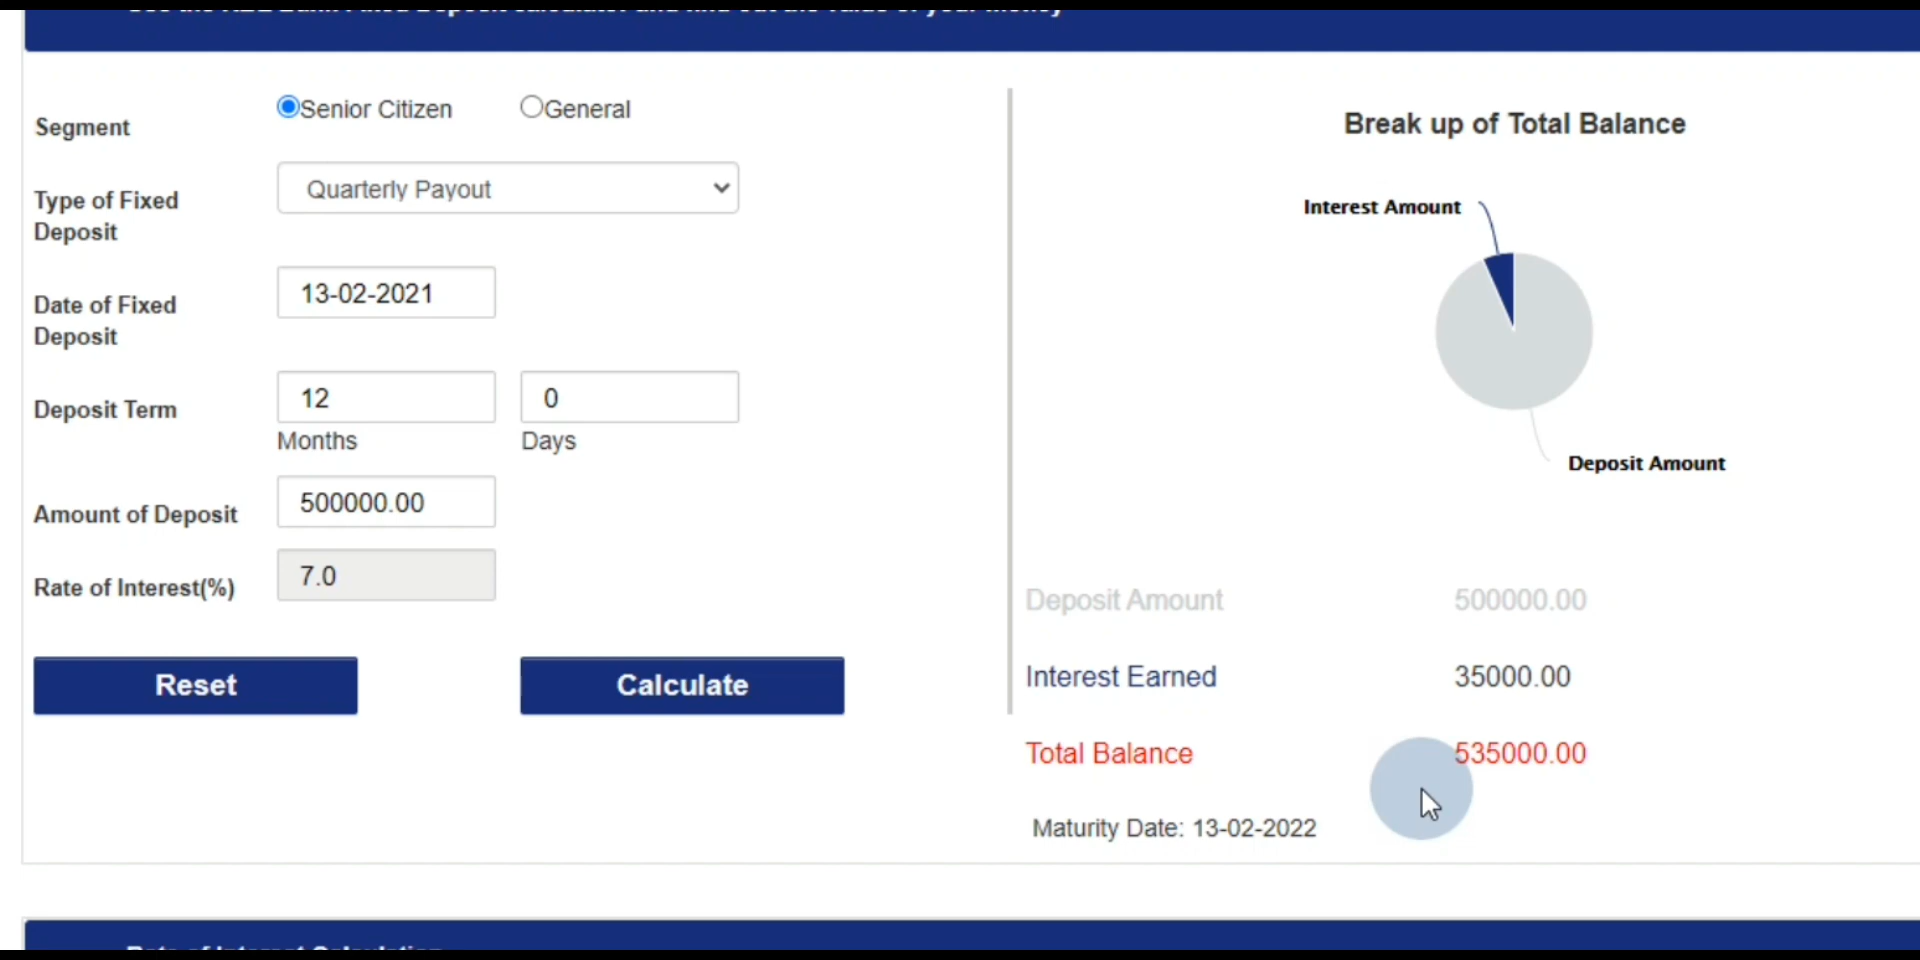 Segment
Senior Citizen
General
Type of Fixed
Deposit
Quarterly Payout
Date of Fixed
Deposit
13-02-2021
Deposit Term
12
0
Months
Days
Amount of Deposit
500000.00
Rate of Interest(%)
7.0
Reset
Calculate
Break up of Total Balance
Interest Amount
Deposit Amount
Deposit Amount 500000.00
Interest Earned 35000.00
Total Balance 535000.00
Maturity Date: 13-02-2022